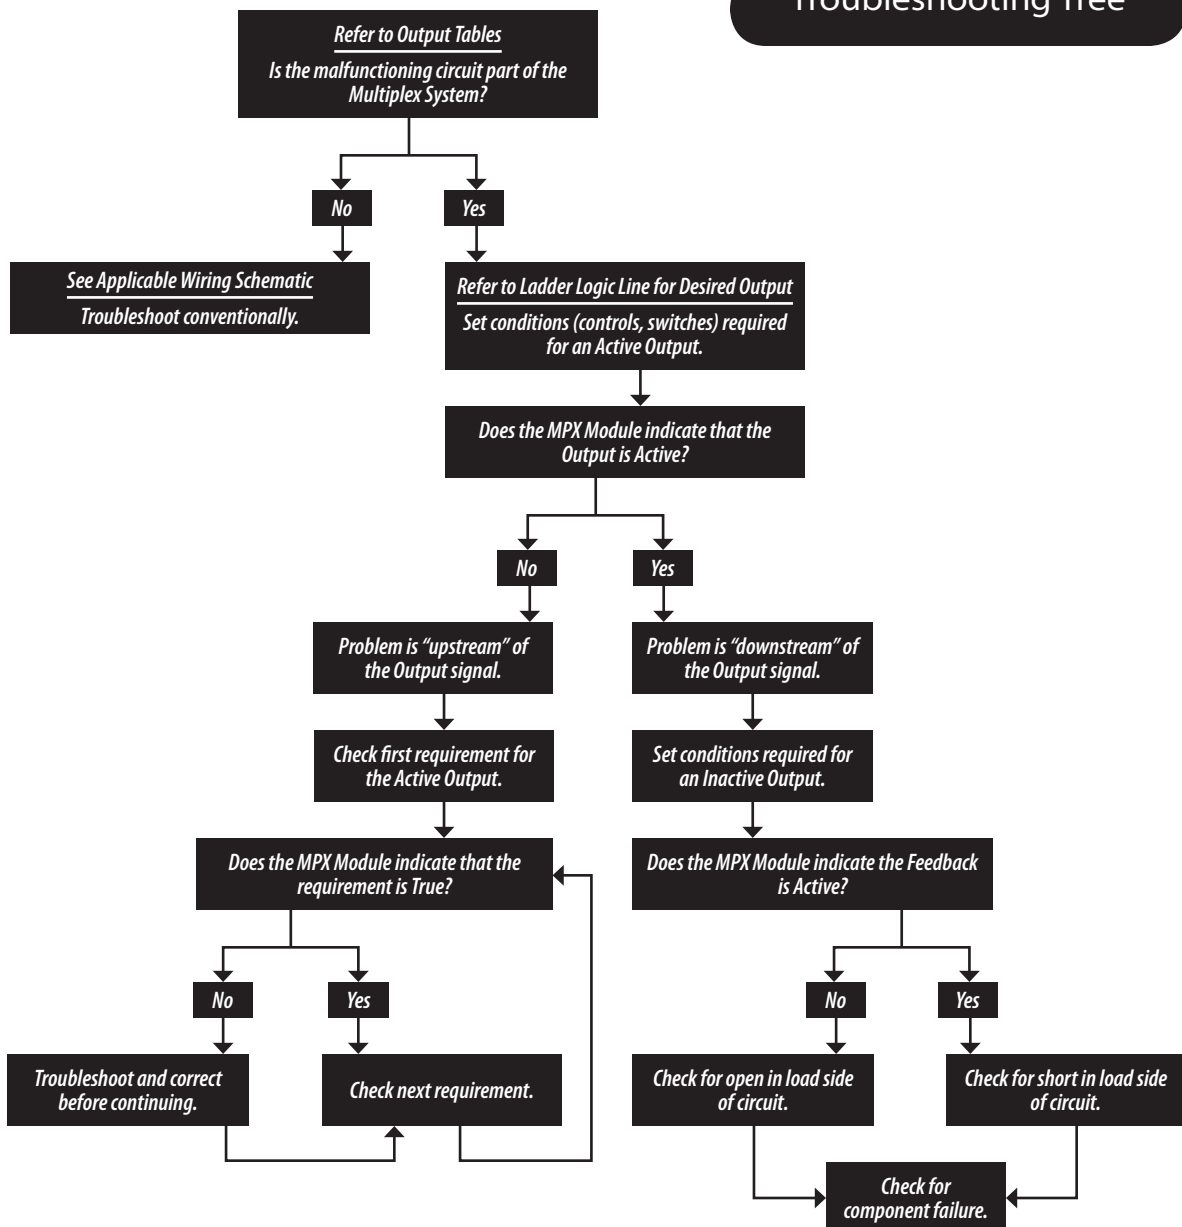 Troubleshooting Tree
Refer to Output Tables
Is the malfunctioning circuit part of the
Multiplex System?
No
Yes
See Applicable Wiring Schematic
Troubleshoot conventionally.
Refer to Ladder Logic Line for Desired Output
Set conditions (controls, switches) required
for an Active Output.
Does the MPX Module indicate that the
Output is Active?
No
Yes
Problem is “upstream” of
the Output signal.
Problem is “downstream” of
the Output signal.
Check first requirement for
the Active Output.
Set conditions required for
an Inactive Output.
Does the MPX Module indicate that the
requirement is True?
Does the MPX Module indicate the Feedback
is Active?
No
Yes
No
Yes
Troubleshoot and correct
before continuing.
Check next requirement.
Check for open in load side
of circuit.
Check for short in load side
of circuit.
Check for
component failure.